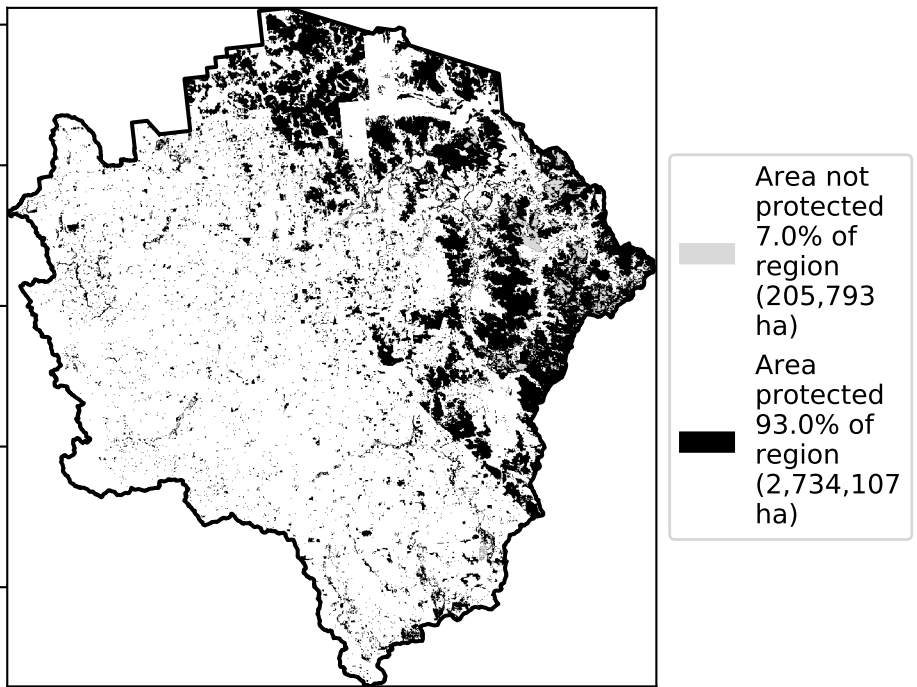 Area not
protected
7.0% of
region
(205,793
ha)
Area
protected
93.0% of
region
(2,734,107
ha)